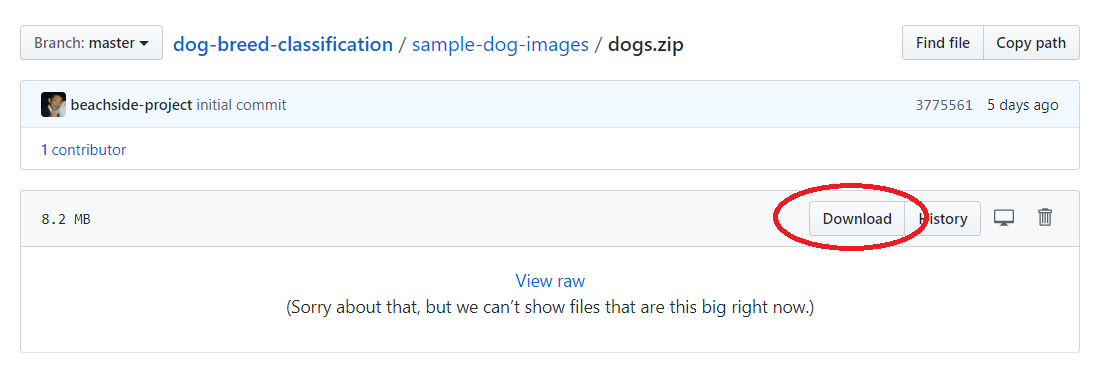 Branch: master dog-breed-classification / sample-dog-images / dogs.zip Find file Copy path
beachside-project initial commit 3775561 5 days ago
1 contributor
8.2 MB Download History
View raw
(Sorry about that, but we can’t show files that are this big right now.)